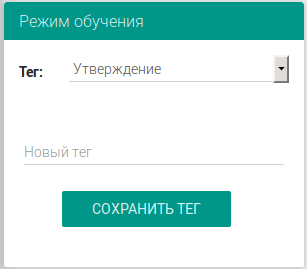 Режим обучения
Тег: Утверждение
Новый тег
СОХРАНИТЬ ТЕГ